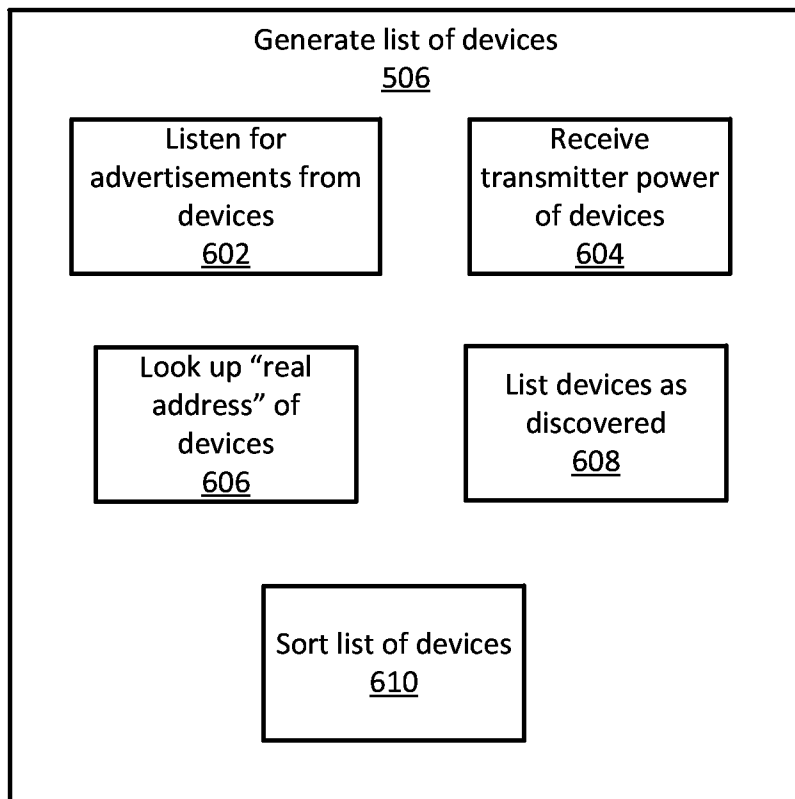 Generate list of devices
506
Listen for
advertisements from
devices
602
Receive
transmitter power
of devices
604
Look up “real
address” of
devices
606
List devices as
discovered
608
Sort list of devices
610